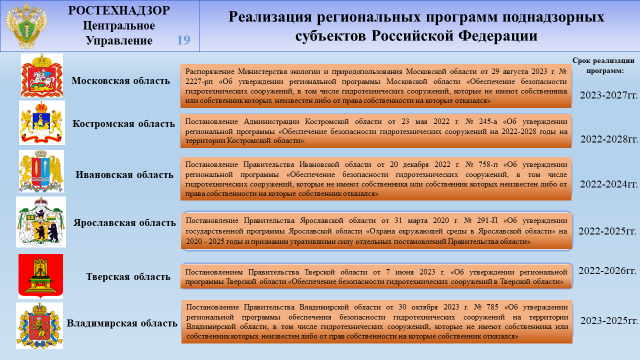 РОСТЕХНАДЗОР
Центральное
Управление 19
Реализация региональных программ поднадзорных
субъектов Российской Федерации
Срок реализации
программ:
Московская область
Распоряжение Министерства экологии и природопользования Московской области от 29 августа 2023 г. №
2227-рп «Об утверждении региональной программы Московской области «Обеспечение безопасности
гидротехнических сооружений, в том числе гидротехнических сооружений, которые не имеют собственника
или собственник которых неизвестен либо от права собственности на которые отказался»
2023-2027гг.
Костромская область
Постановление Администрации Костромской области от 23 мая 2022 г. № 245-а «Об утверждении
региональной программы «Обеспечение безопасности гидротехнических сооружений на 2022-2028 годы на
территории Костромской области».
2022-2028гг.
Ивановская область
Постановление Правительства Ивановской области от 20 декабря 2022 г. № 758-п «Об утверждении
региональной программы «Обеспечение безопасности гидротехнических сооружений, в том числе
гидротехнических сооружений, которые не имеют собственника или собственник которых неизвестен либо от
права собственности на которые собственник отказался»
2022-2024гг.
Ярославская область
Постановление Правительства Ярославской области от 31 марта 2020 г. № 291-П «Об утверждении
государственной программы Ярославской области «Охрана окружающей среды в Ярославской области» на
2020 - 2025 годы и признании утратившими силу отдельных постановлений Правительства области»
2022-2025гг.
Тверская область
Постановлением Правительства Тверской области от 7 июня 2023 г. «Об утверждении региональной
программы Тверской области «Обеспечение безопасности гидротехнических сооружений в Тверской области»
2022-2026гг.
Владимирская область
Постановление Правительства Владимирской области от 30 октября 2023 г. № 785 «Об утверждении
региональной программы обеспечения безопасности гидротехнических сооружений на территории
Владимирской области, в том числе гидротехнических сооружений, которые не имеют собственника или
собственник которых неизвестен либо от прав собственности на которые собственник отказался»
2023-2025гг.